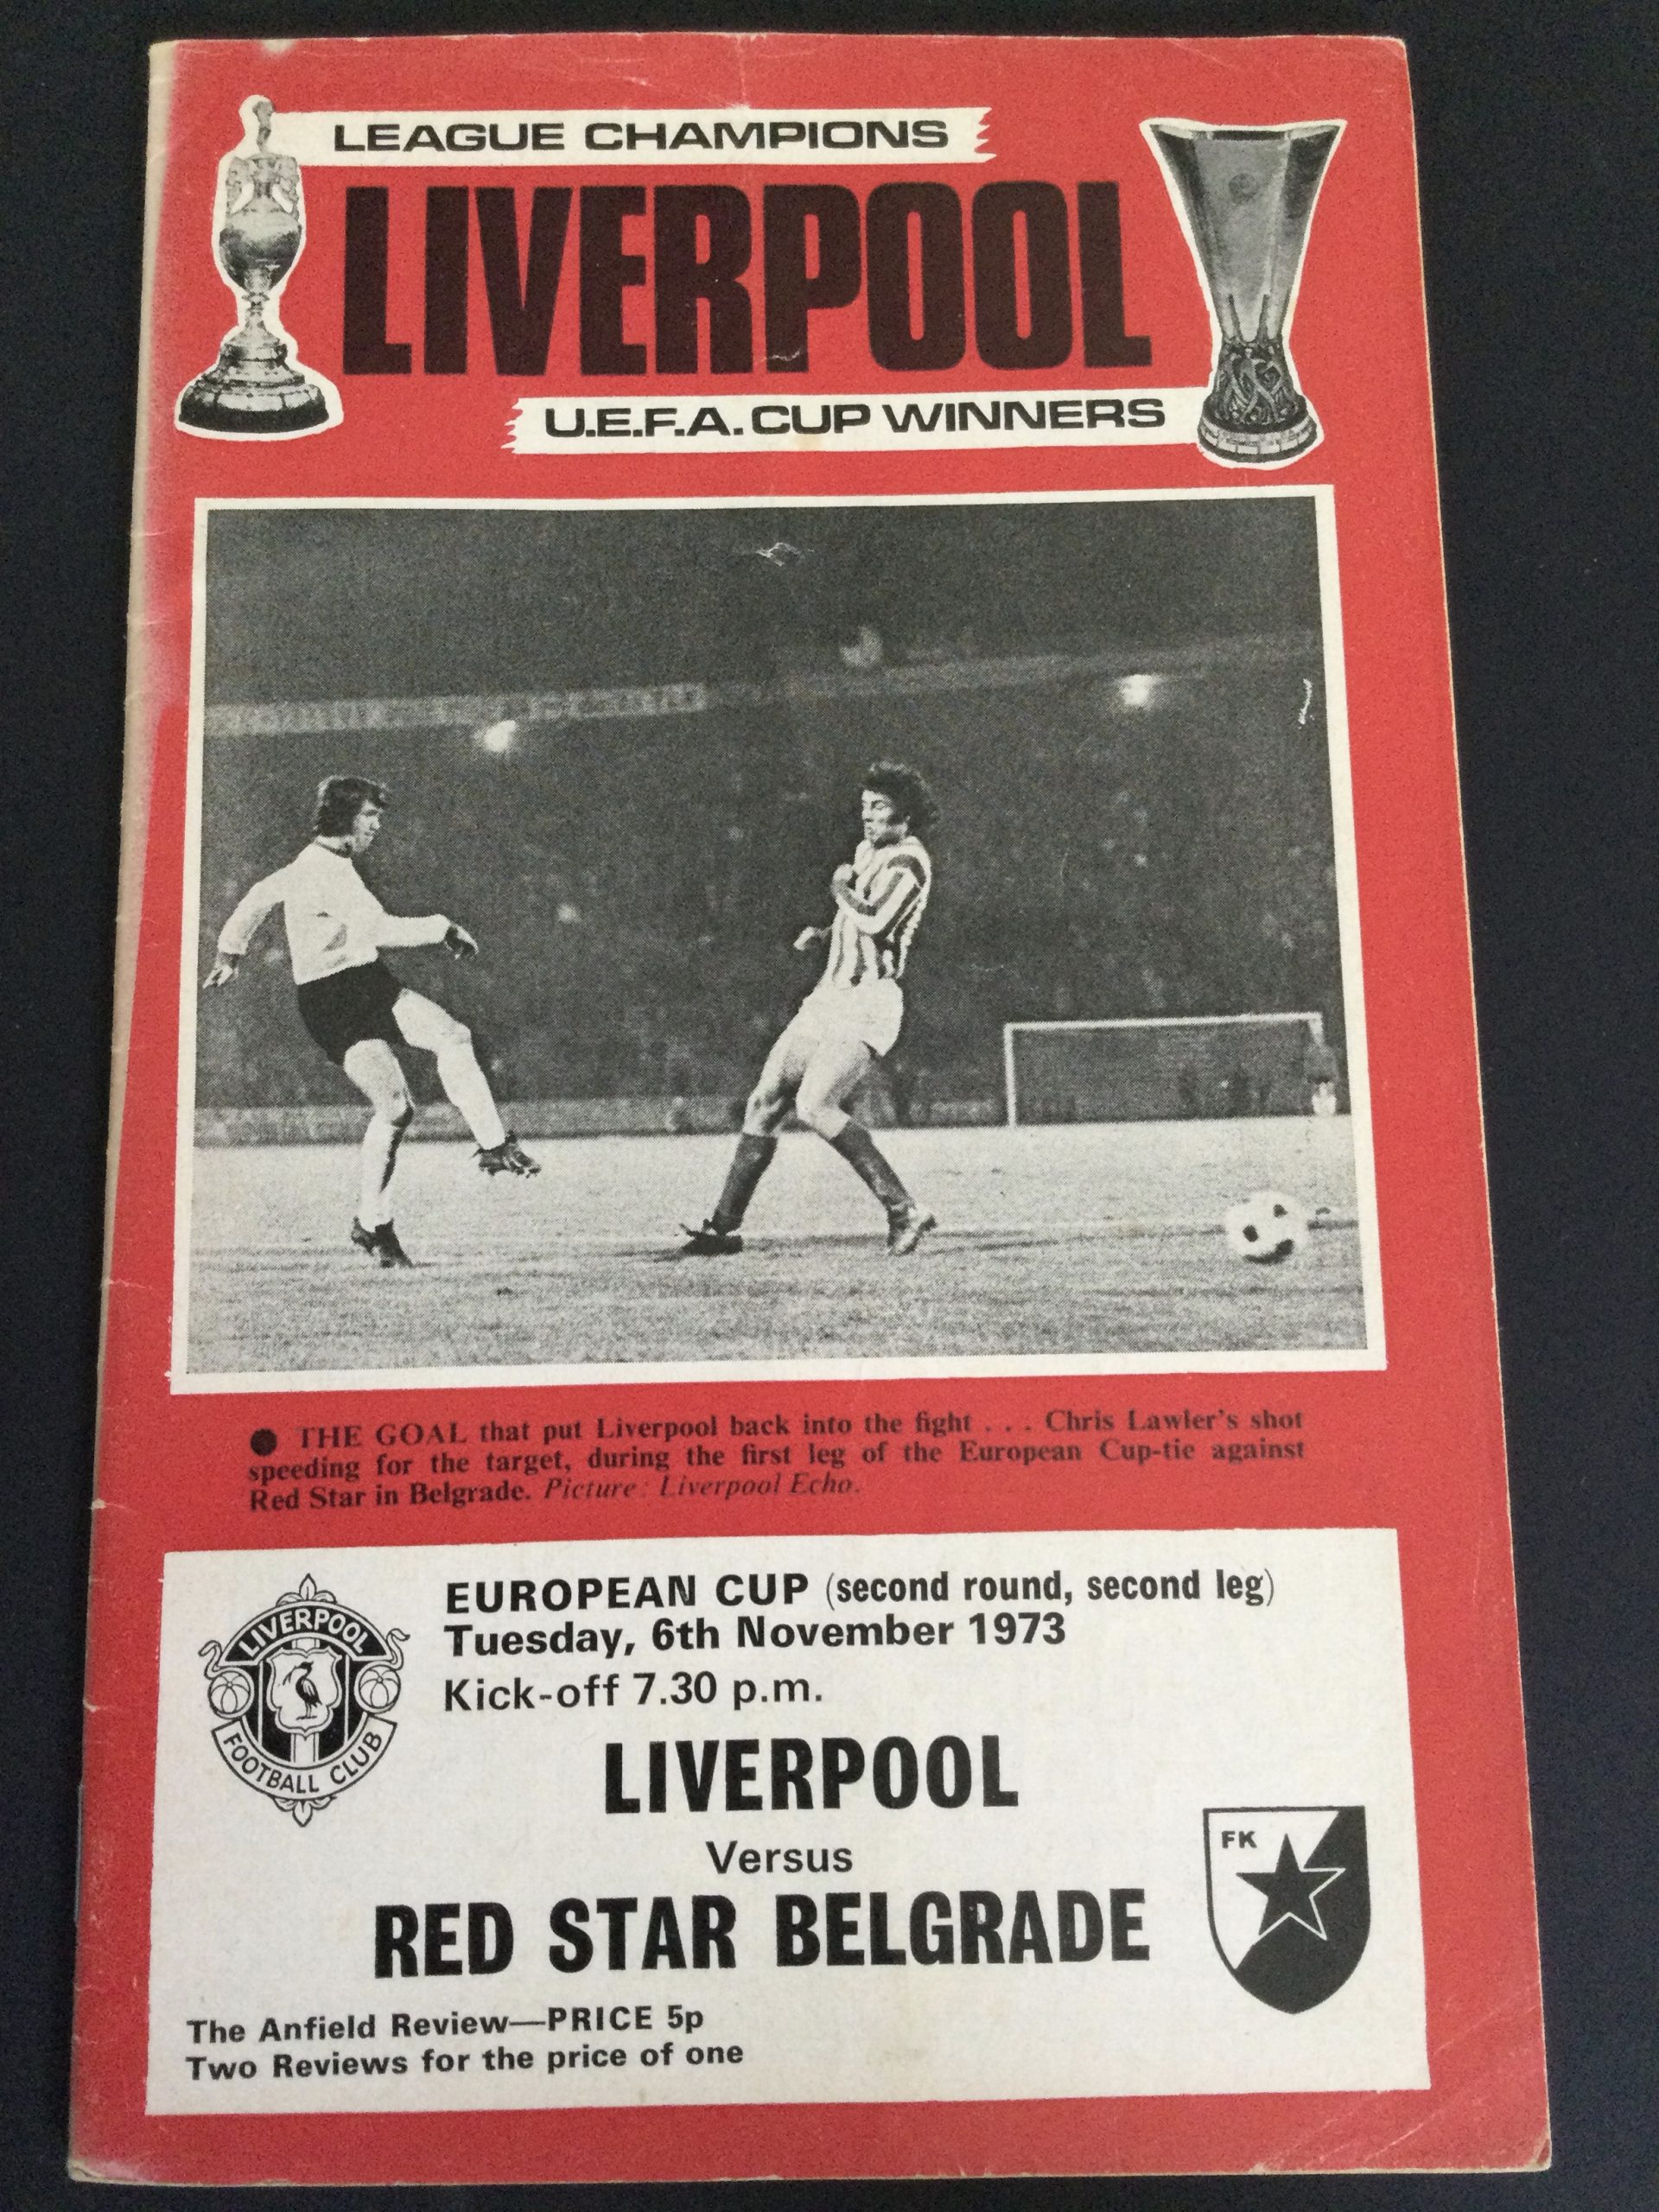 LEAGUE CHAMPIONS
LIVERPOOL
U.E.F.A. CUP WINNERS
● THE GOAL that put Liverpool back into the fight . . . Chris Lawler's shot
speeding for the target, during the first leg of the European Cup-tie against
Red Star in Belgrade. Picture: Liverpool Echo.
LIVERPOOL
FOOTBALL CLUB
EUROPEAN CUP (second round, second leg)
Tuesday, 6th November 1973
Kick-off 7.30 p.m.
LIVERPOOL
Versus
RED STAR BELGRADE
FK
The Anfield Review—PRICE 5p
Two Reviews for the price of one